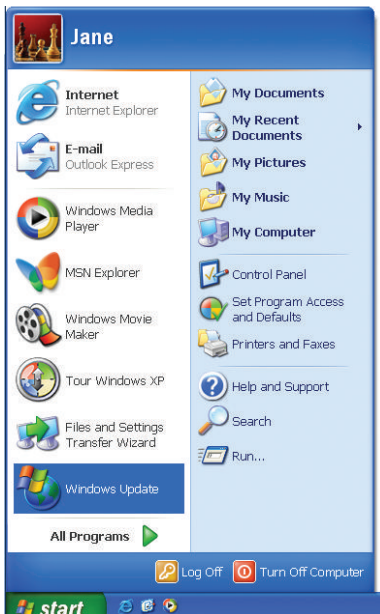 Jane
Internet
Internet Explorer
E-mail
Outlook Express
Windows Media
Player
MSN Explorer
Windows Movie
Maker
Tour Windows XP
Files and Settings
Transfer Wizard
Windows Update
All Programs
My Documents
My Recent
Documents
My Pictures
My Music
My Computer
Control Panel
Set Program Access
and Defaults
Printers and Faxes
Help and Support
Search
Run...
Log Off
Turn Off Computer
start